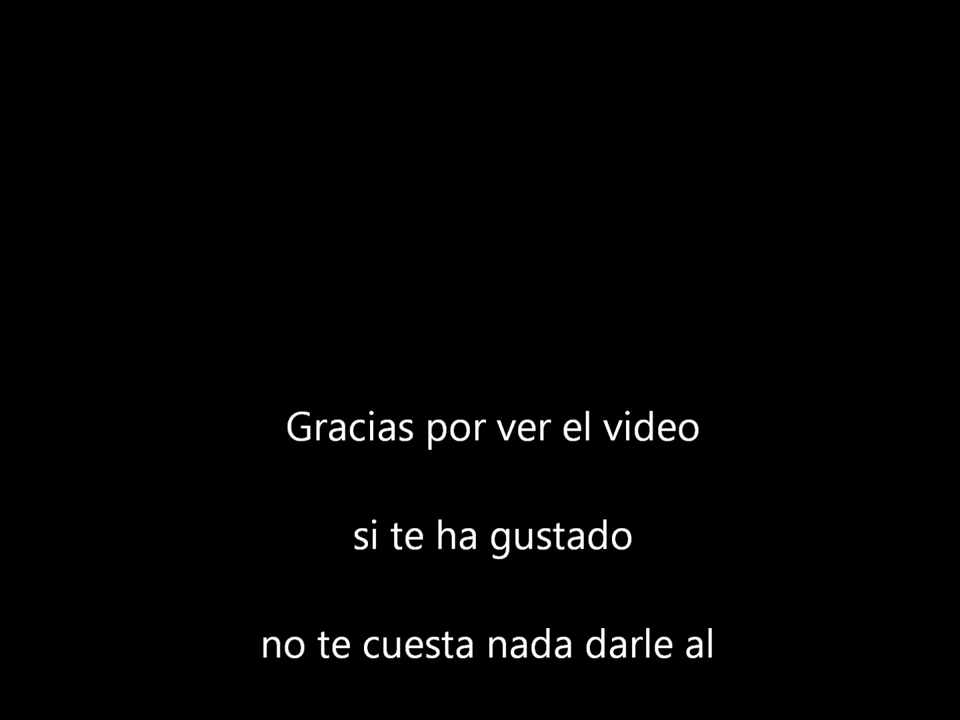 Gracias por ver el video
si te ha gustado
no te cuesta nada darle al